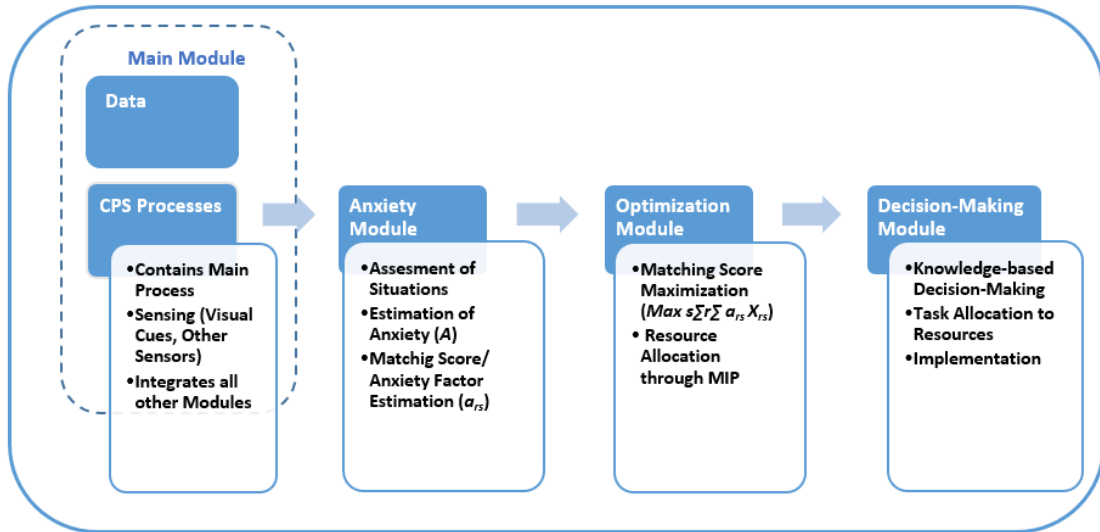 Main Module
Data
CPS Processes
•Contains Main
Process
•Sensing (Visual
Cues, Other
Sensors)
•Integrates all
other Modules
Anxiety
Module
•Assesment of
Situations
•Estimation of
Anxiety (A)
•Matchig Score/
Anxiety Factor
Estimation (ars)
Optimization
Module
•Matching Score
Maximization
(Max s∑r∑ ars Xrs)
• Resource
Allocation
through MIP
Decision-Making
Module
•Knowledge-based
Decision-Making
•Task Allocation to
Resources
•Implementation